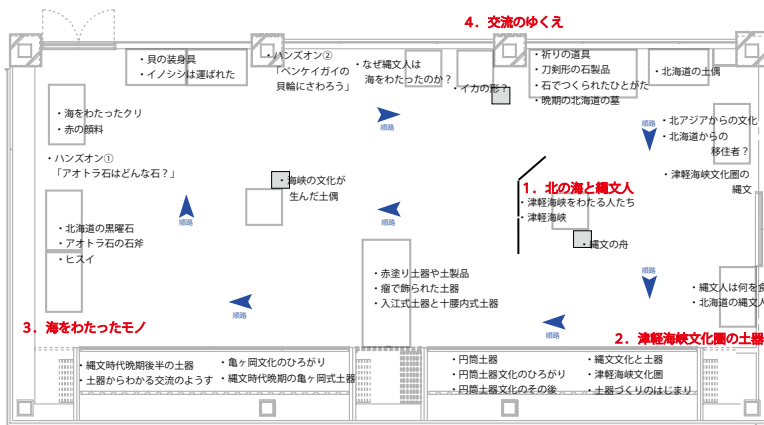 4．交流のゆくえ
・貝の装身具
・イノシシは運ばれた
・ハンズオン②
「ベンケイガイの
貝輪にさわろう」
・なぜ縄文人は
海をわたったのか？
・イカの形？
・祈りの道具
・刀剣形の石製品
・石でつくられたひとがた
・晩期の北海道の墓
・北海道の土偶
・海をわたったクリ
・赤の顔料
順路
順路
・北アジアからの文化
・北海道からの
移住者？
・ハンズオン①
「アオトラ石はどんな石？」
・津軽海峡文化圏の
縄文
・海峡の文化が
生んだ土偶
1．北の海と縄文人
・津軽海峡をわたる人たち
・津軽海峡
順路
順路
・北海道の黒曜石
・アオトラ石の石斧
・ヒスイ
・縄文の舟
・赤塗り土器や土製品
・瘤で飾られた土器
・入江式土器と十腰内式土器
順路
・縄文人は何を食
・北海道の縄文人
順路
順路
3．海をわたったモノ
2．津軽海峡文化圏の土器
・縄文時代晩期後半の土器
・土器からわかる交流のようす
・亀ヶ岡文化のひろがり
・縄文時代晩期の亀ヶ岡式土器
・円筒土器
・円筒土器文化のひろがり
・円筒土器文化のその後
・縄文文化と土器
・津軽海峡文化圏
・土器づくりのはじまり